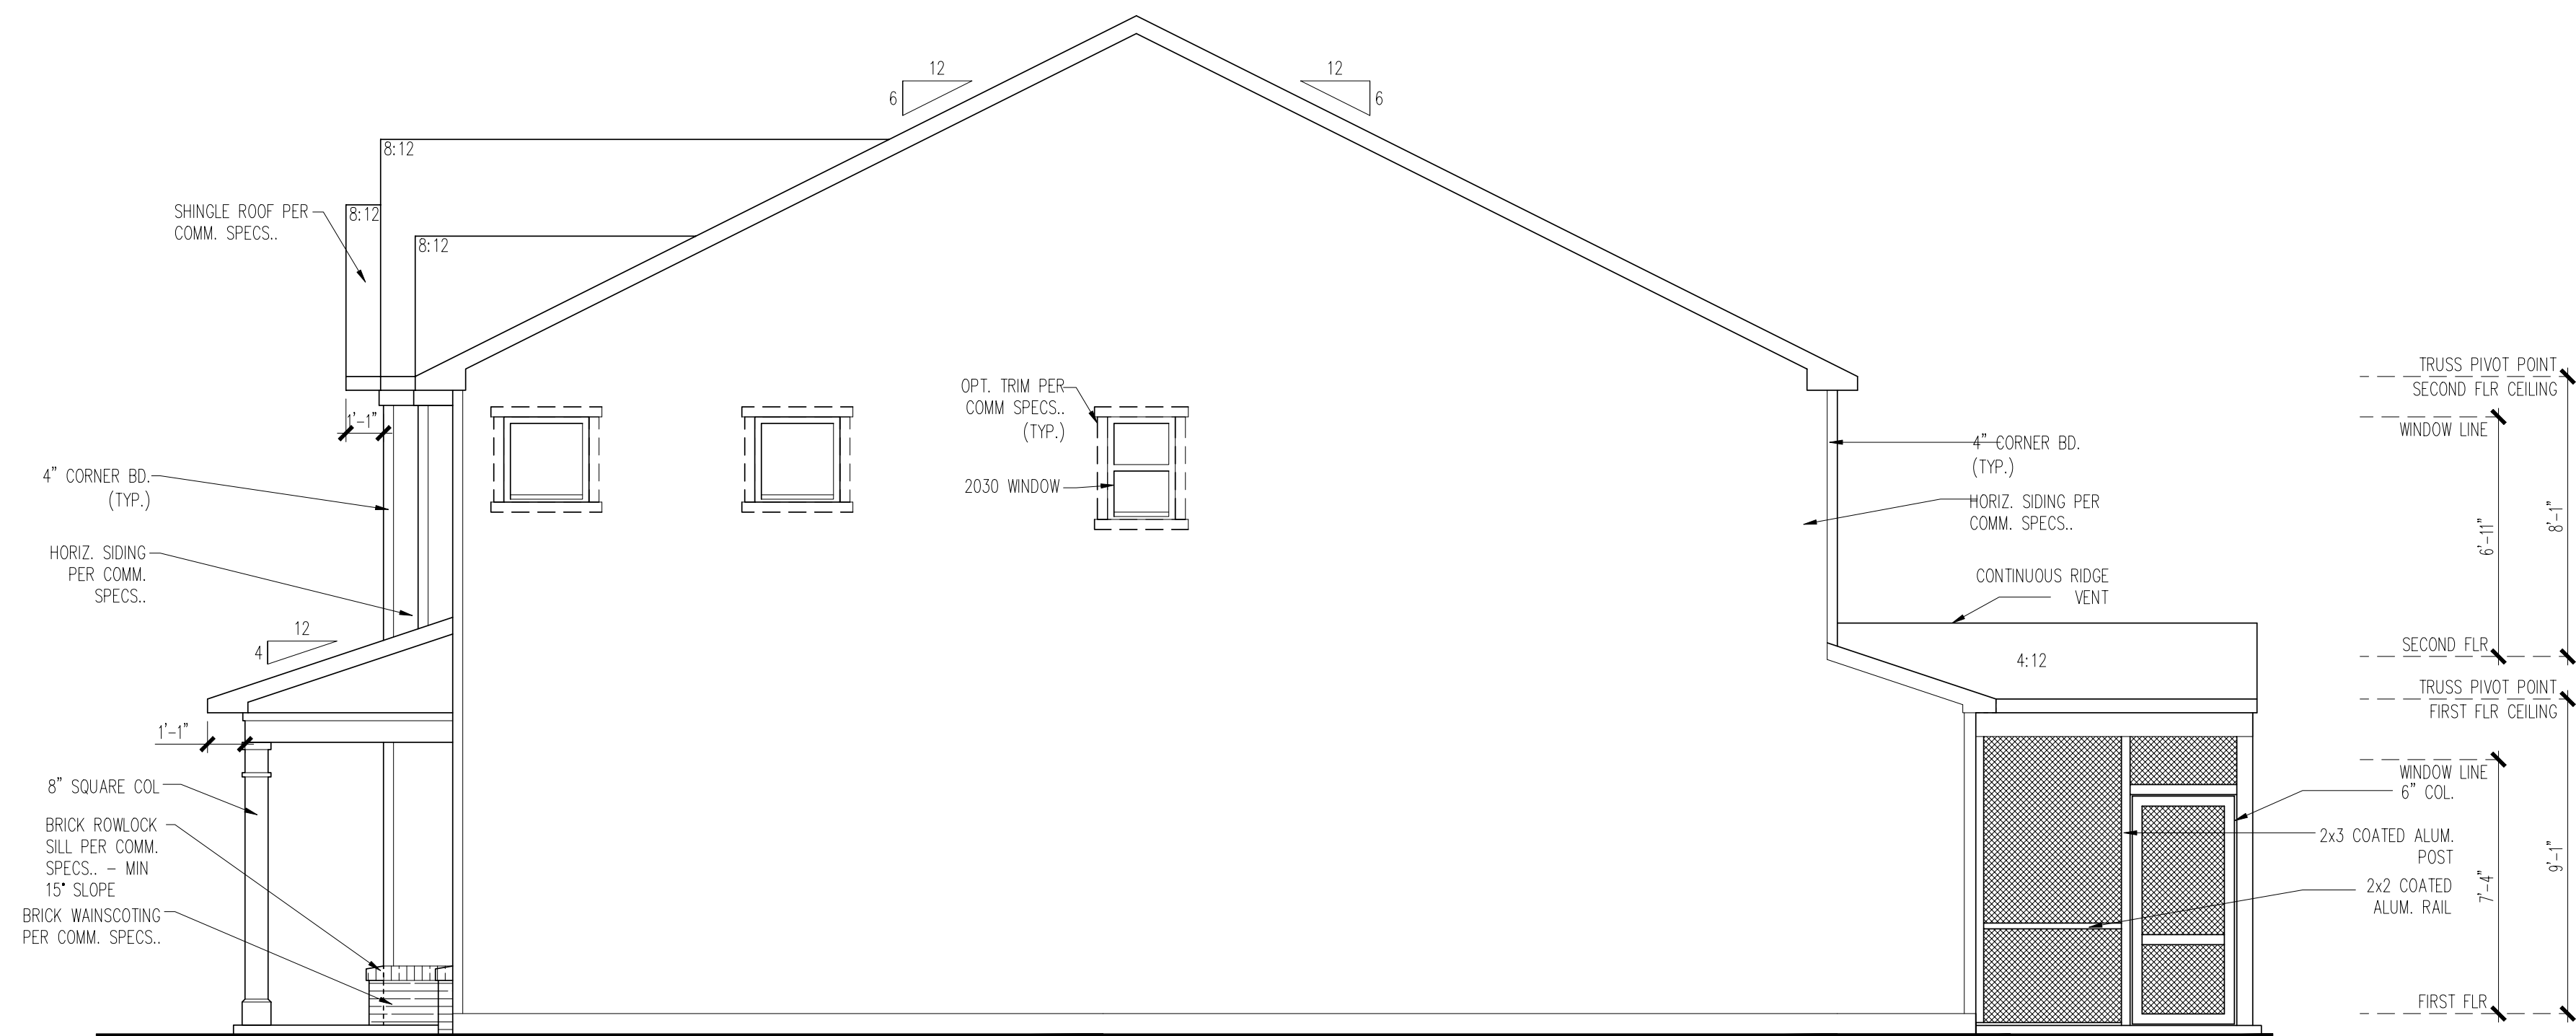 12
6
12
6
8:12
8:12
8:12
SHINGLE ROOF PER
COMM. SPECS..
1'-1"
4" CORNER BD.
(TYP.)
HORIZ. SIDING
PER COMM.
SPECS..
12
4
1'-1"
8" SQUARE COL
BRICK ROWLOCK
SILL PER COMM.
SPECS.. - MIN
15° SLOPE
BRICK WAINSCOTING
PER COMM. SPECS..
OPT. TRIM PER
COMM SPECS..
(TYP.)
2030 WINDOW
4" CORNER BD.
(TYP.)
HORIZ. SIDING PER
COMM. SPECS..
CONTINUOUS RIDGE
VENT
4:12
TRUSS PIVOT POINT
SECOND FLR CEILING
WINDOW LINE
6'-11"
8'-1"
SECOND FLR
TRUSS PIVOT POINT
FIRST FLR CEILING
WINDOW LINE
6" COL.
2x3 COATED ALUM.
POST
2x2 COATED
ALUM. RAIL
7'-4"
9'-1"
FIRST FLR